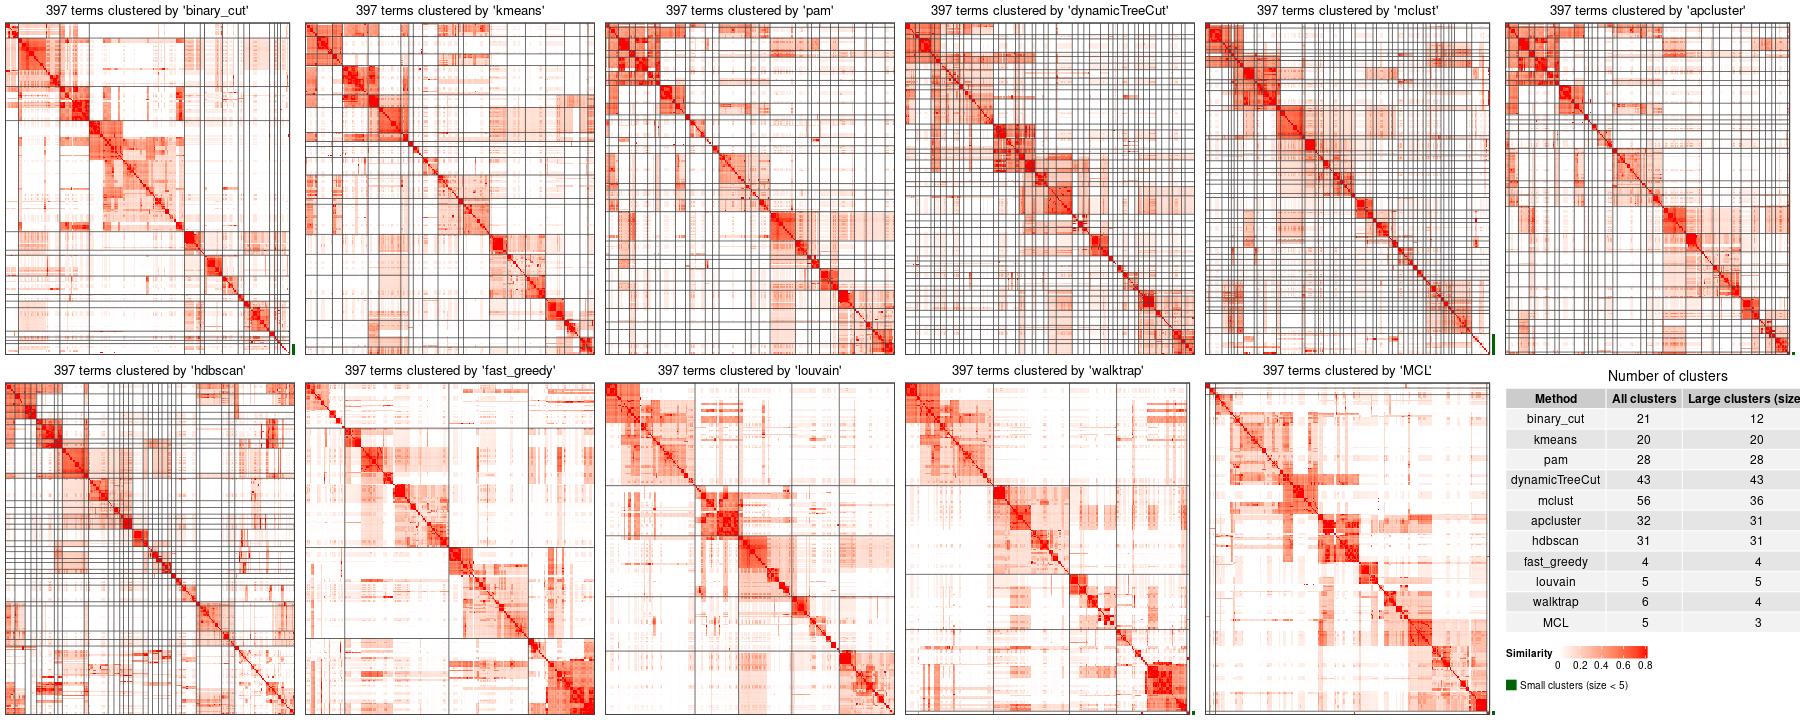 397 terms clustered by 'binary_cut'
397 terms clustered by 'kmeans'
397 terms clustered by 'pam'
397 terms clustered by 'dynamicTreeCut'
397 terms clustered by 'mclust'
397 terms clustered by 'apcluster'
397 terms clustered by 'hdbscan'
397 terms clustered by 'fast_greedy'
397 terms clustered by 'louvain'
397 terms clustered by 'walktrap'
397 terms clustered by 'MCL'
Number of clusters
Method All clusters Large clusters (size
binary_cut 21 12
kmeans 20 20
pam 28 28
dynamicTreeCut 43 43
mclust 56 36
apcluster 32 31
hdbscan 31 31
fast_greedy 4 4
louvain 5 5
walktrap 6 4
MCL 5 3
Similarity
0 0.2 0.4 0.6 0.8
Small clusters (size < 5)